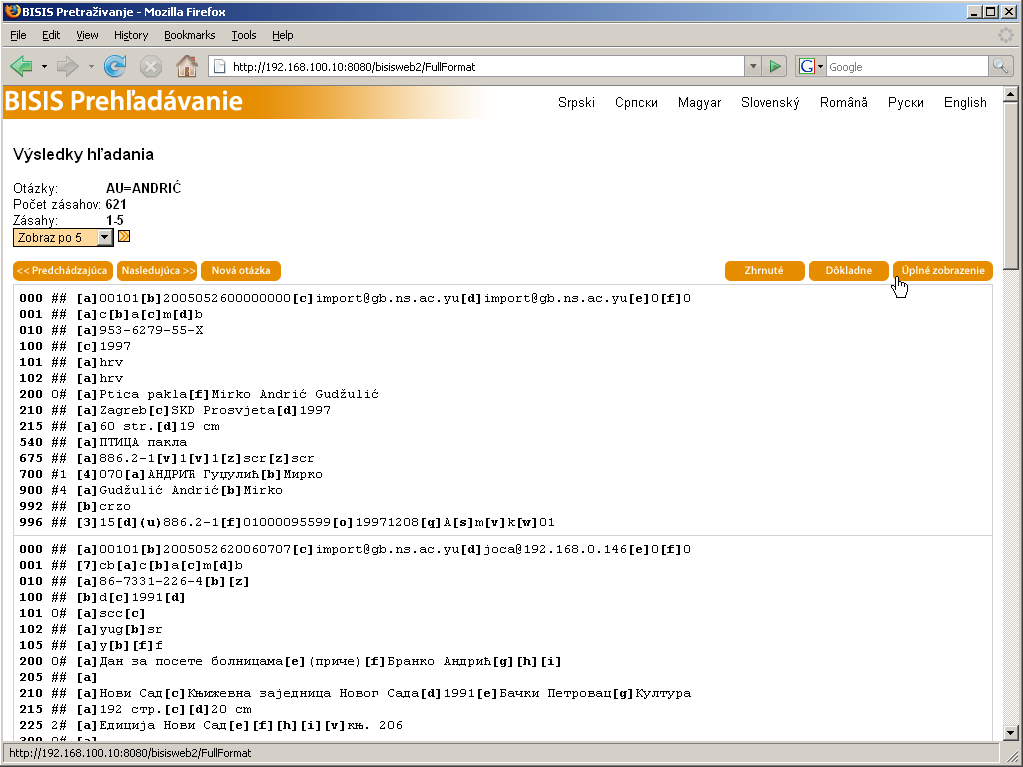 BISIS Pretraživanje - Mozilla Firefox
File Edit View History Bookmarks Tools Help
http://192.168.100.10:8080/bisisweb2/FullFormat
G Google
BISIS Prehľadávanie
Srpski Српски Magyar Slovenský Română Руски English
Výsledky hľadania
Otázky: AU=ANDRIĆ
Počet zásahov: 621
Zásahy: 1-5
Zobraz po 5
<< Predchádzajúca Nasledujúca >> Nová otázka Zhrnuté Dôkladne Úplné zobrazenie
000 ## [a]00101[b]2005052600000000[c]import@gb.ns.ac.yu[d]import@gb.ns.ac.yu[e]0[f]0
001 ## [a]c[b]a[c]m[d]b
010 ## [a]953-6279-55-X
100 ## [c]1997
101 ## [a]hrv
102 ## [a]hrv
200 0# [a]Ptica pakla[f]Mirko Andrić Gudžulić
210 ## [a]Zagreb[c]SKD Prosvjeta[d]1997
215 ## [a]60 str.[d]19 cm
540 ## [a]ПТИЦА пакла
675 ## [a]886.2-1[v]1[v]1[z]scr[z]scr
700 #1 [4]070[a]АНДРИЋ Гуџулић[b]Мирко
900 #4 [a]Gudžulić Andrić[b]Mirko
992 ## [b]crzo
996 ## [3]15[d](u)886.2-1[f]01000095599[o]19971208[q]A[s]m[v]k[w]01
000 ## [a]00101[b]2005052620060707[c]import@gb.ns.ac.yu[d]joca@192.168.0.146[e]0[f]0
001 ## [7]cb[a]c[b]a[c]m[d]b
010 ## [a]86-7331-226-4[b][z]
100 ## [b]d[c]1991[d]
101 0# [a]scc[c]
102 ## [a]yug[b]sr
105 ## [a]y[b][f]f
200 0# [a]Дан за посете болницама[e](приче)[f]Бранко Андрић[g][h][i]
205 ## [a]
210 ## [a]Нови Сад[c]Књижевна заједница Новог Сада[d]1991[e]Бачки Петровац[g]Култура
215 ## [a]192 стр.[c][d]20 cm
225 2# [a]Едиција Нови Сад[e][f][h][i][v]књ. 206
300 0# [a]
http://192.168.100.10:8080/bisisweb2/FullFormat